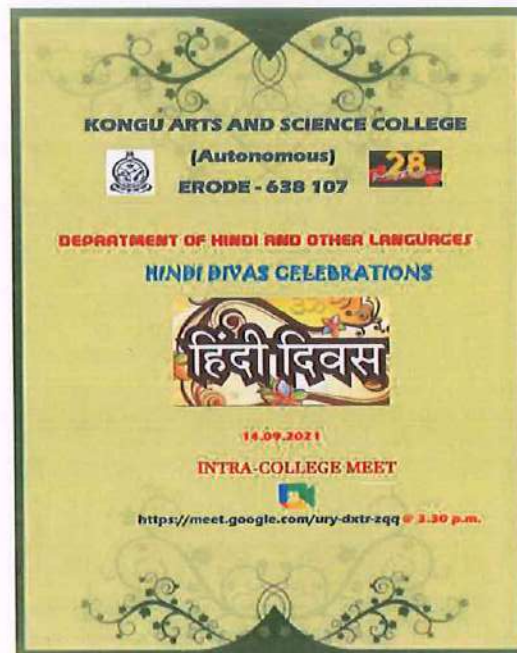 KONGU ARTS AND SCIENCE COLLEGE
(Autonomous)
28
ERODE - 638 107
DEPARTMENT OF HINDI AND OTHER LANGUAGES
HINDI DIVAS CELEBRATIONS
हिंदी दिवस
14.09.2021
INTRA-COLLEGE MEET
https://meet.google.com/ury-dxtr-zqq @ 3.30 p.m.